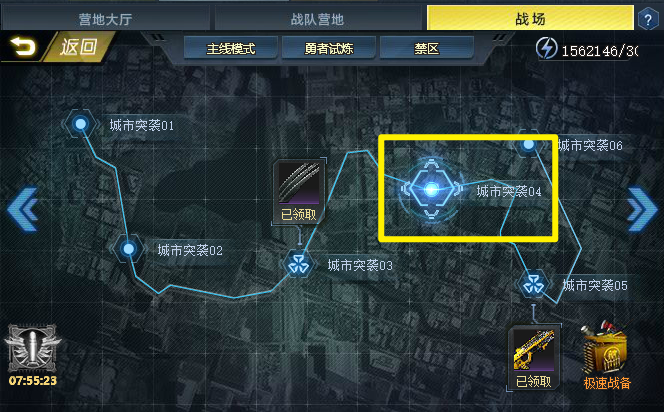 营地大厅
战队营地
战场
?
返回
主线模式
勇者试炼
禁区
1562146/30
城市突袭01
城市突袭06
城市突袭04
已领取
城市突袭02
城市突袭03
城市突袭05
07:55:23
已领取
极速战备